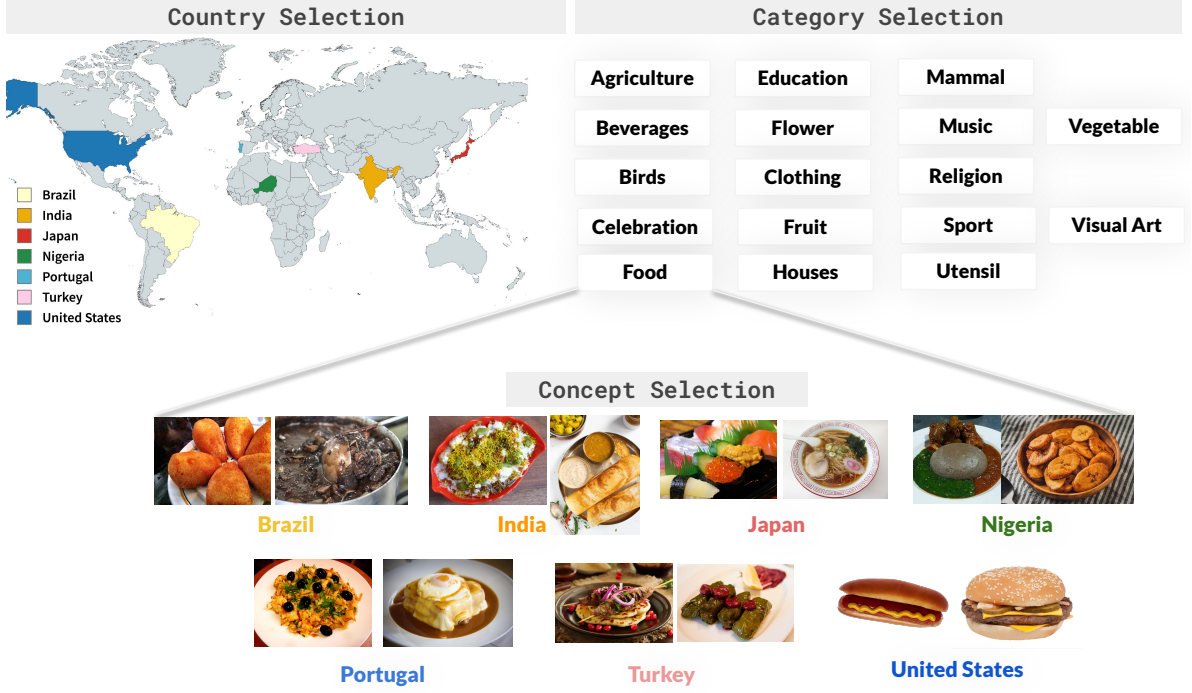 Country Selection
Category Selection
Brazil
India
Japan
Nigeria
Portugal
Turkey
United States
Agriculture
Education
Mammal
Beverages
Flower
Music
Vegetable
Birds
Clothing
Religion
Celebration
Fruit
Sport
Visual Art
Food
Houses
Utensil
Concept Selection
Brazil
India
Japan
Nigeria
Portugal
Turkey
United States